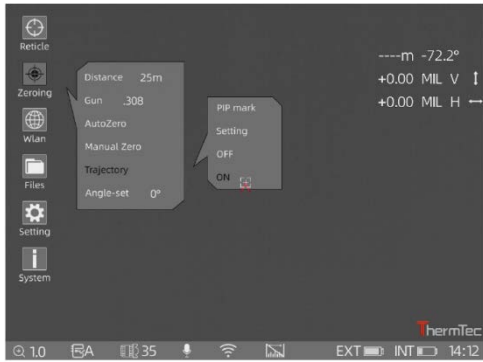 Reticle
Zeroing
Wlan
Files
Setting
System
Distance 25m
Gun .308
AutoZero
Manual Zero
Trajectory
Angle-set 0°
PIP mark
Setting
OFF
ON
----m -72.2°
+0.00 MIL V
+0.00 MIL H
ThermTec
1.0
A
35
EXT
INT
14:12